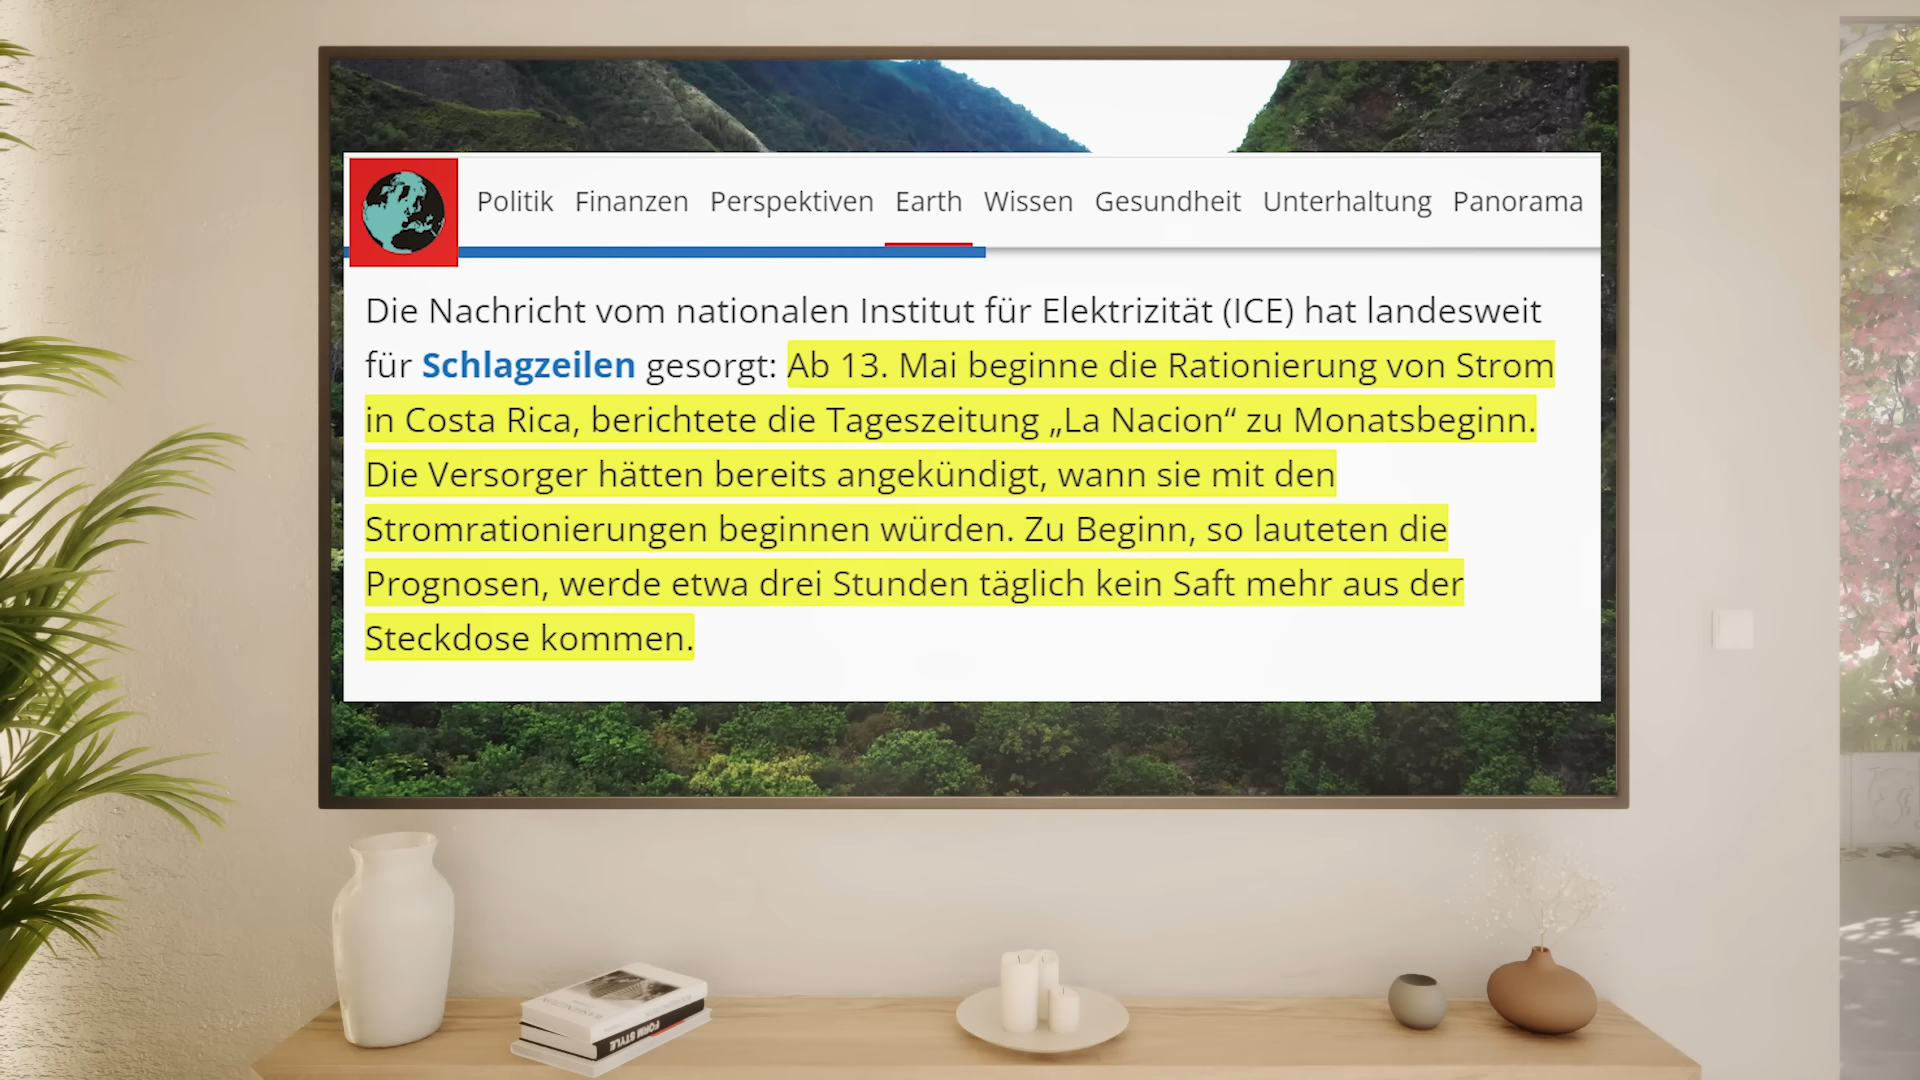 Politik Finanzen Perspektiven Earth Wissen Gesundheit Unterhaltung Panorama
Die Nachricht vom nationalen Institut für Elektrizität (ICE) hat landesweit
für Schlagzeilen gesorgt: Ab 13. Mai beginne die Rationierung von Strom
in Costa Rica, berichtete die Tageszeitung „La Nacion“ zu Monatsbeginn.
Die Versorger hätten bereits angekündigt, wann sie mit den
Stromrationierungen beginnen würden. Zu Beginn, so lauteten die
Prognosen, werde etwa drei Stunden täglich kein Saft mehr aus der
Steckdose kommen.
FORM STYLE